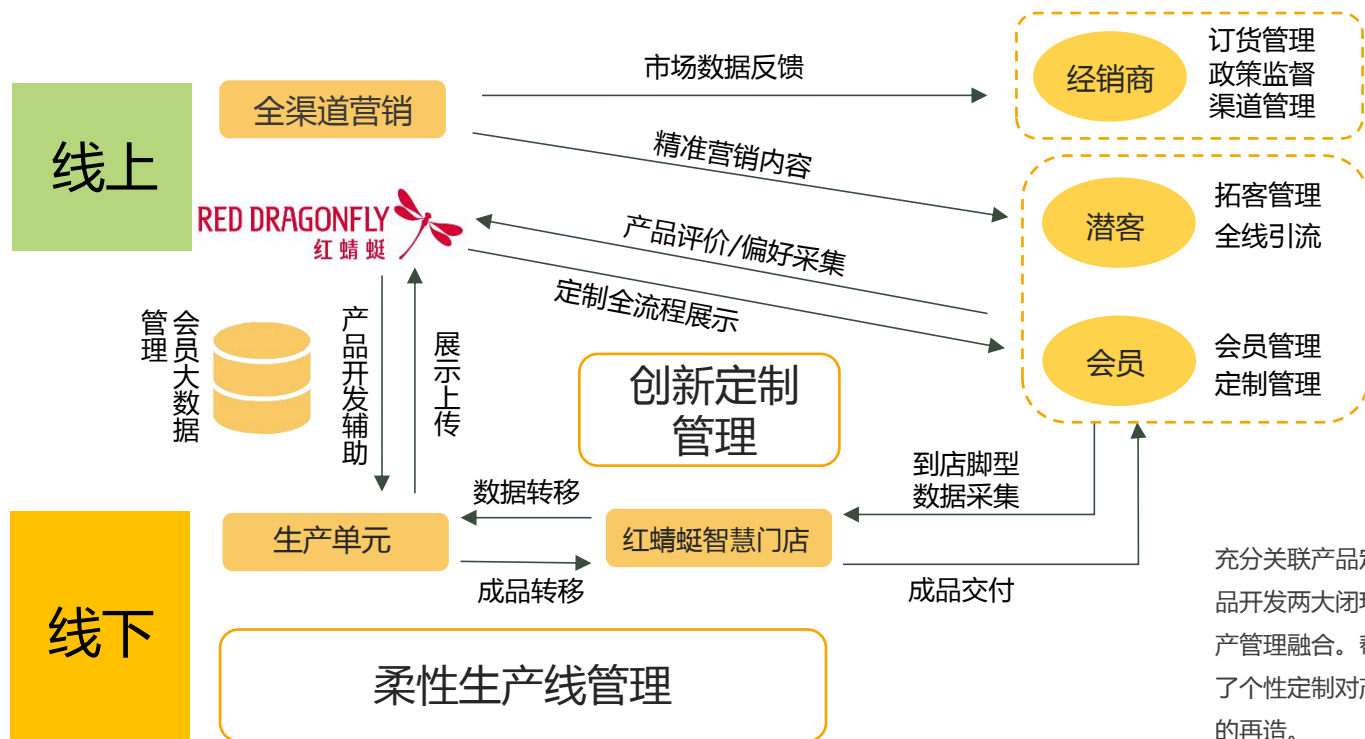 市场数据反馈
订货管理
经销商
政策监督
渠道管理
全渠道营销
线上
精准营销内容
拓客管理
潜客
全线引流
RED DRAGONFLY
红蜻蜓
产品评价/偏好采集
定制全流程展示
会员大数据
管理
产品开发辅助
展示上传
会员管理
会员
定制管理
创新定制
管理
到店脚型
数据采集
数据转移
生产单元
红蜻蜓智慧门店
成品转移
成品交付
线下
柔性生产线管理
充分关联产品
品开发两大闭
产管理融合。
了个性定制对
的再造。